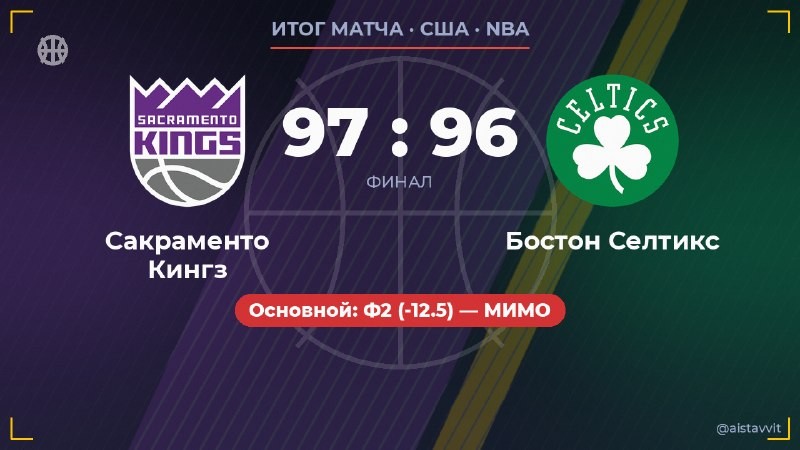 ИТОГ МАТЧА · США · NBA
SACRAMENTO
KINGS
97 : 96
CELTICS
ФИНАЛ
Сакраменто
Кингз
Бостон Селтикс
Основной: Ф2 (-12.5) — МИМО
@aistavvit